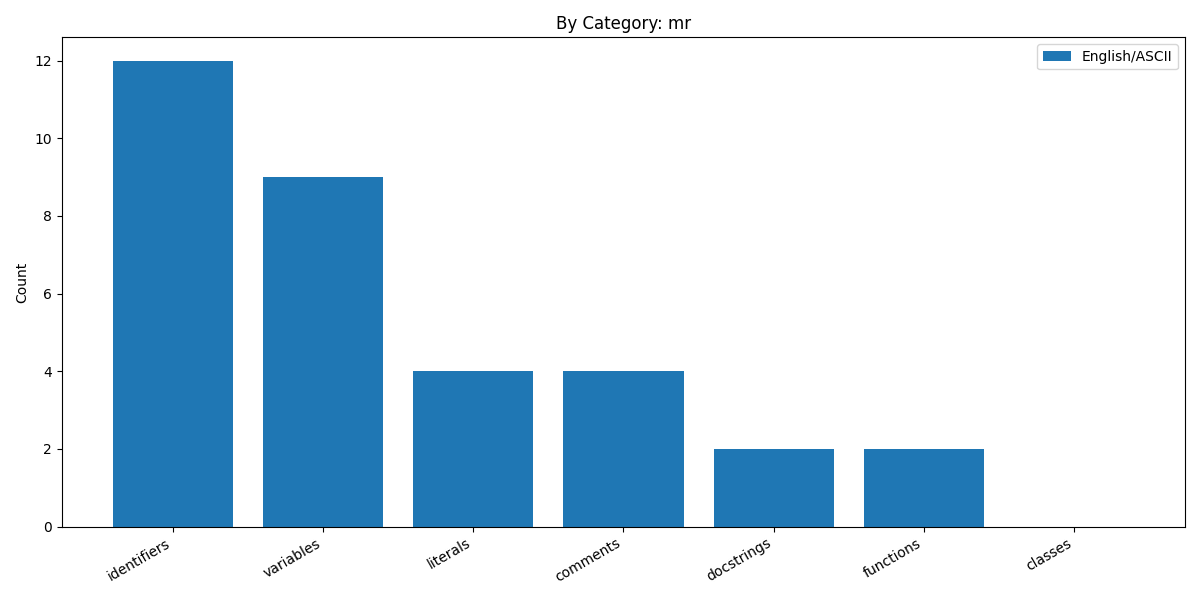 By Category: mr
English/ASCII
Count
12
10
8
6
4
2
0
identifiers
variables
literals
comments
docstrings
functions
classes